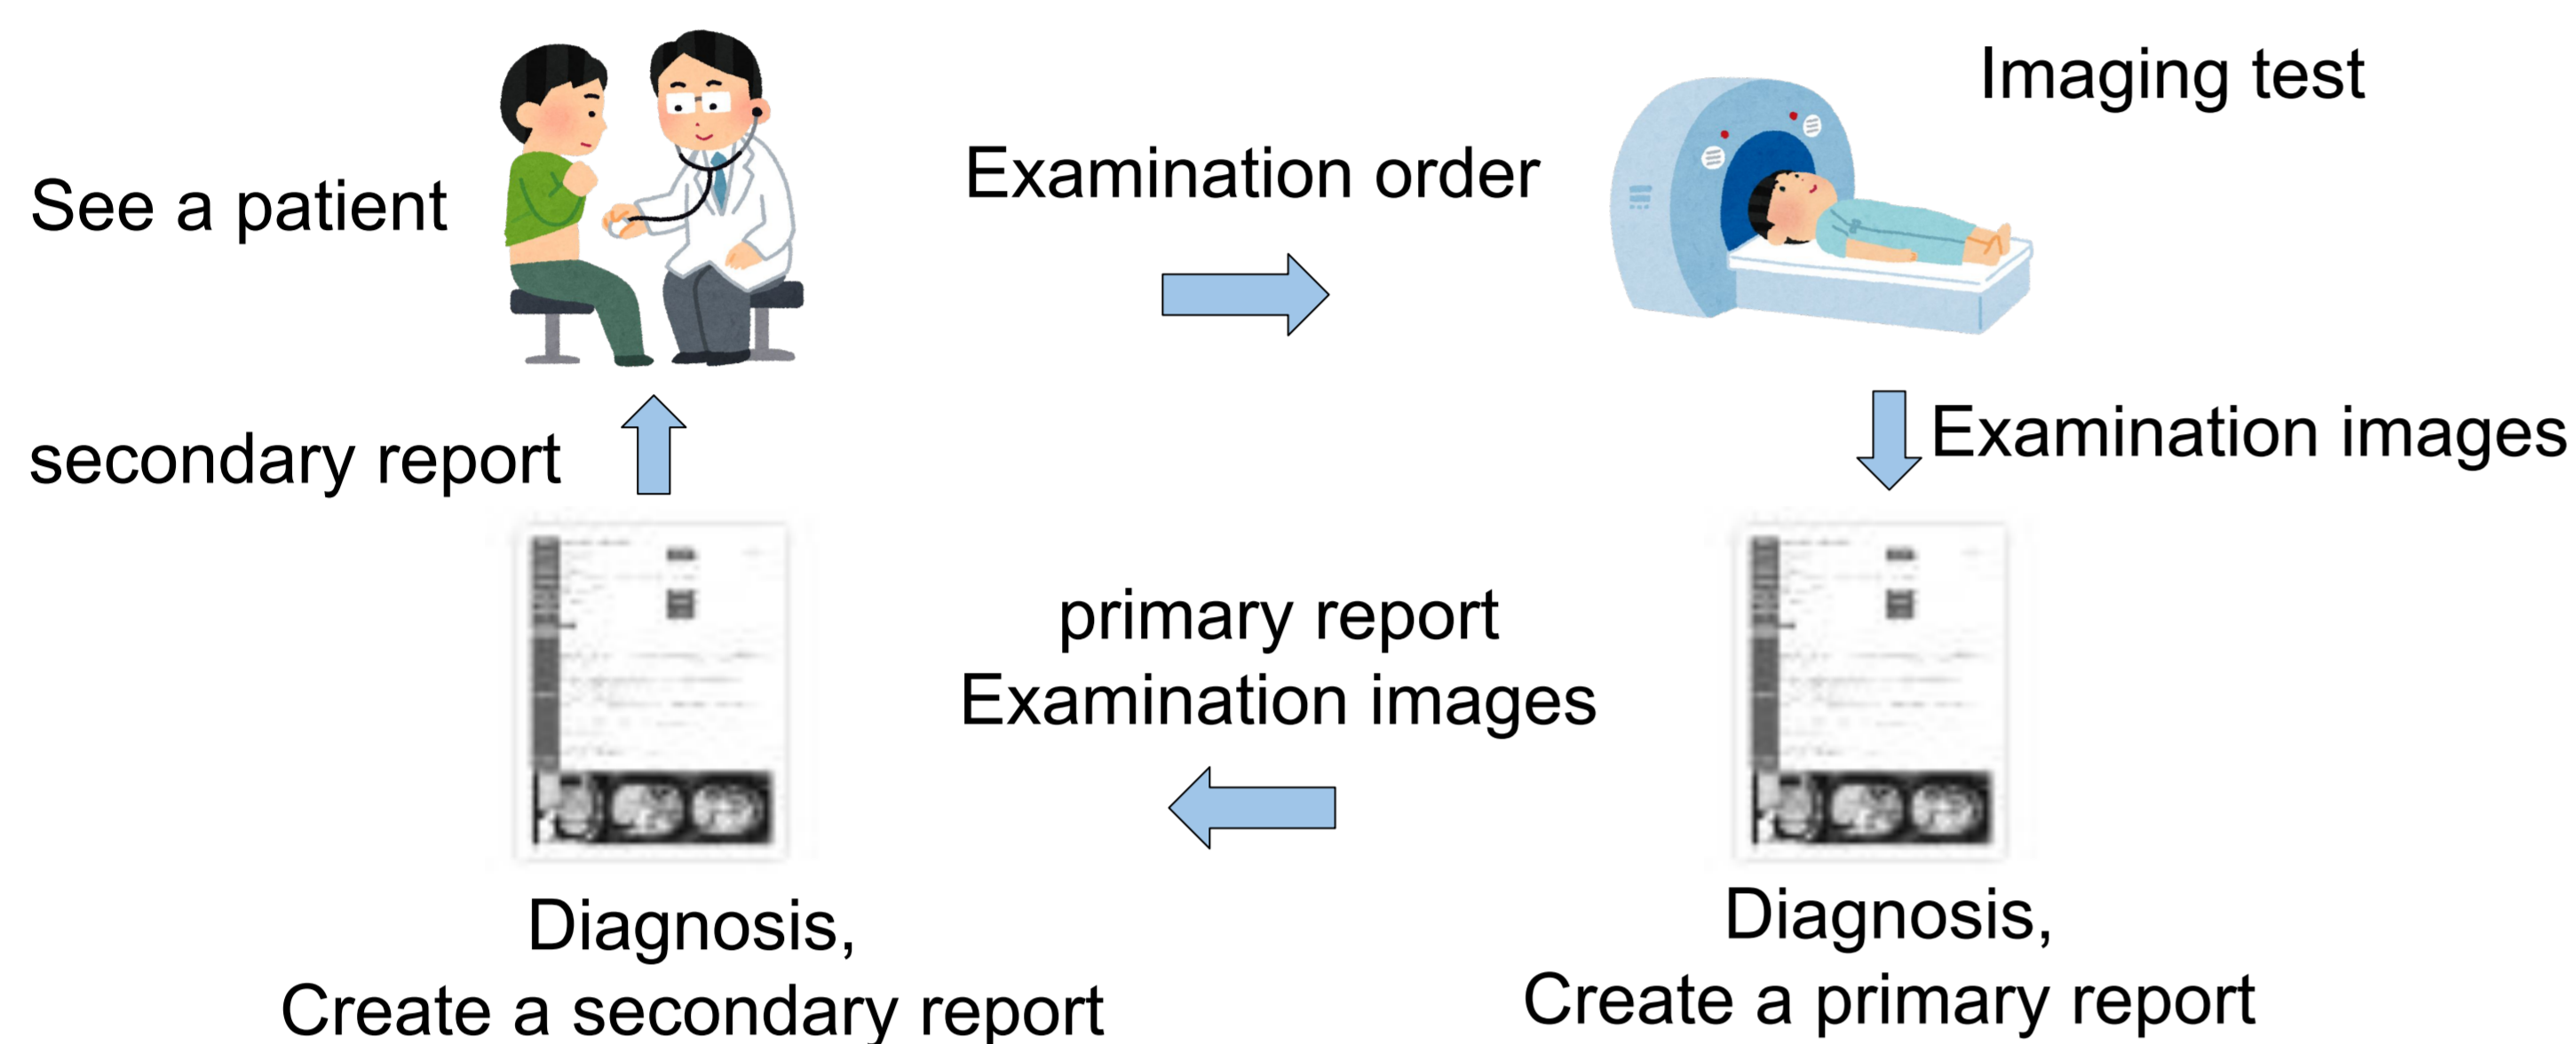 See a patient
Examination order
Imaging test
secondary report
Examination images
primary report
Examination images
Diagnosis,
Create a secondary report
Diagnosis,
Create a primary report